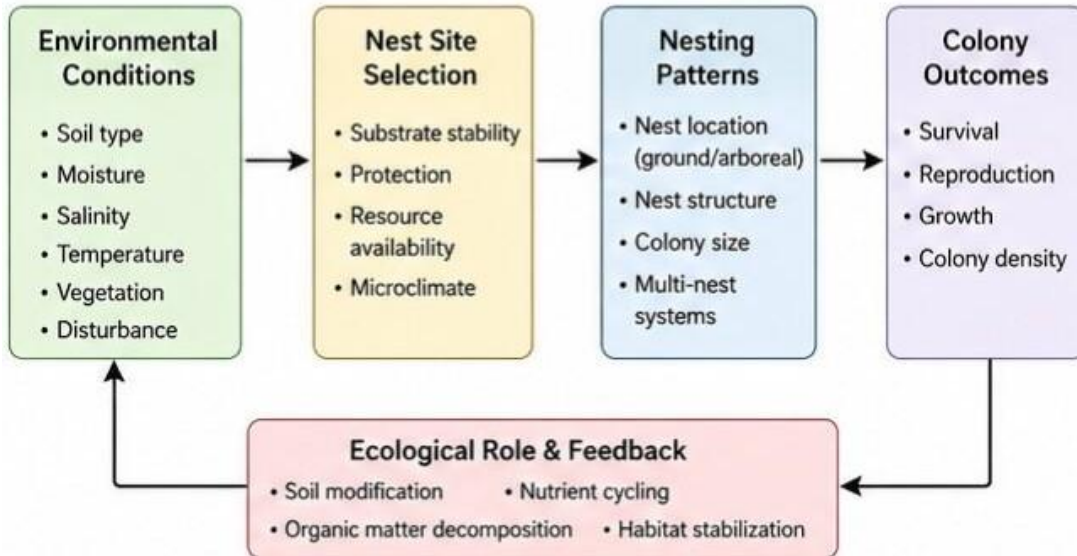 Environmental
Conditions
• Soil type
• Moisture
• Salinity
• Temperature
• Vegetation
• Disturbance
Nest Site
Selection
• Substrate stability
• Protection
• Resource
availability
• Microclimate
Nesting
Patterns
• Nest location
(ground/arboreal)
• Nest structure
• Colony size
• Multi-nest
systems
Colony
Outcomes
• Survival
• Reproduction
• Growth
• Colony density
Ecological Role & Feedback
• Soil modification • Nutrient cycling
• Organic matter decomposition • Habitat stabilization